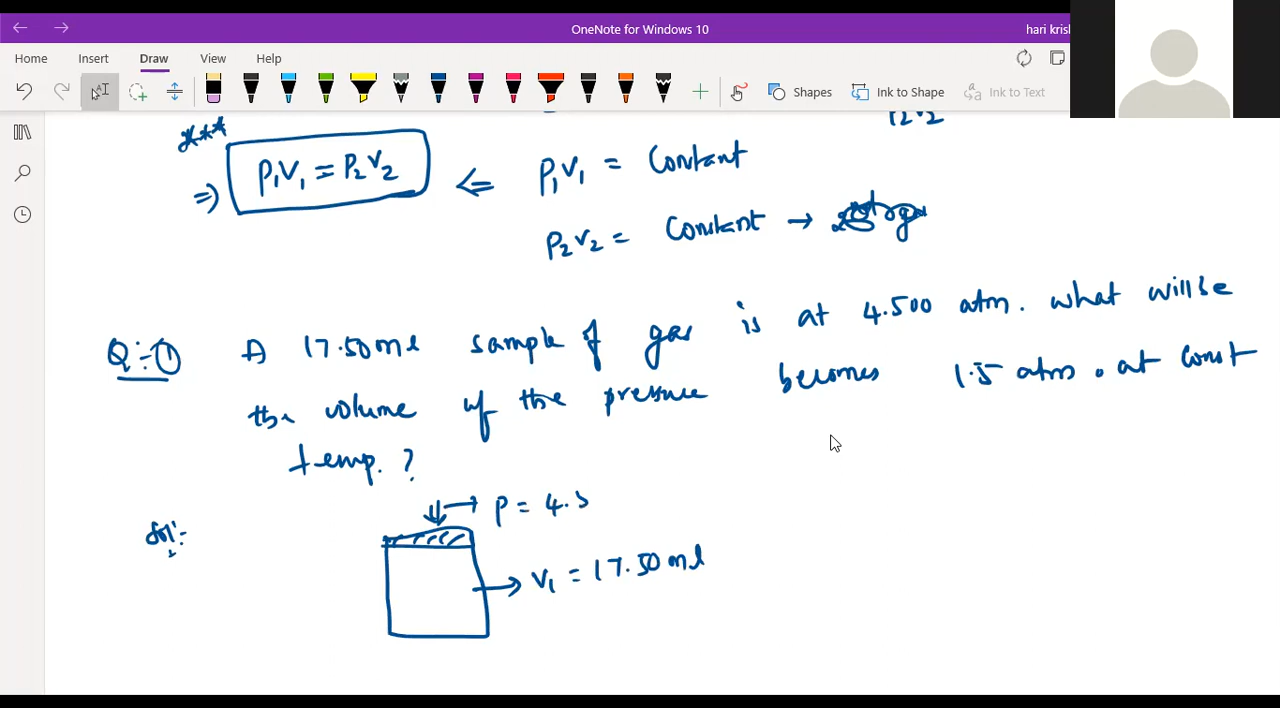 OneNote for Windows 10
hari krish
Home Insert Draw View Help
Shapes Ink to Shape Ink to Text
***
P₂V₂
⇒ P₁V₁ = P₂V₂ ⇐ P₁V₁ = Constant
P₂V₂ = Constant →
Q:-① A 17.50ml sample of gas is at 4.500 atm. what will be
the volume if the pressure becomes 1.5 atm. at const
temp. ?
Sol:-
P = 4.5
V₁ = 17.50 ml